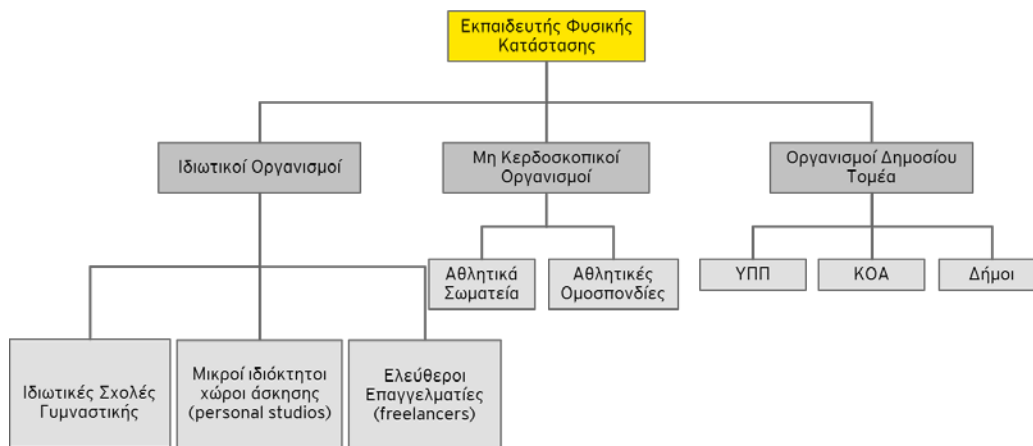 Εκπαιδευτής Φυσικής
Κατάστασης
Ιδιωτικοί Οργανισμοί
Μη Κερδοσκοπικοί
Οργανισμοί
Οργανισμοί Δημοσίου
Τομέα
Αθλητικά
Σωματεία
Αθλητικές
Ομοσπονδίες
ΥΠΠ
ΚΟΑ
Δήμοι
Ιδιωτικές Σχολές
Γυμναστικής
Μικροί ιδιόκτητοι
χώροι άσκησης
(personal studios)
Ελεύθεροι
Επαγγελματίες
(freelancers)